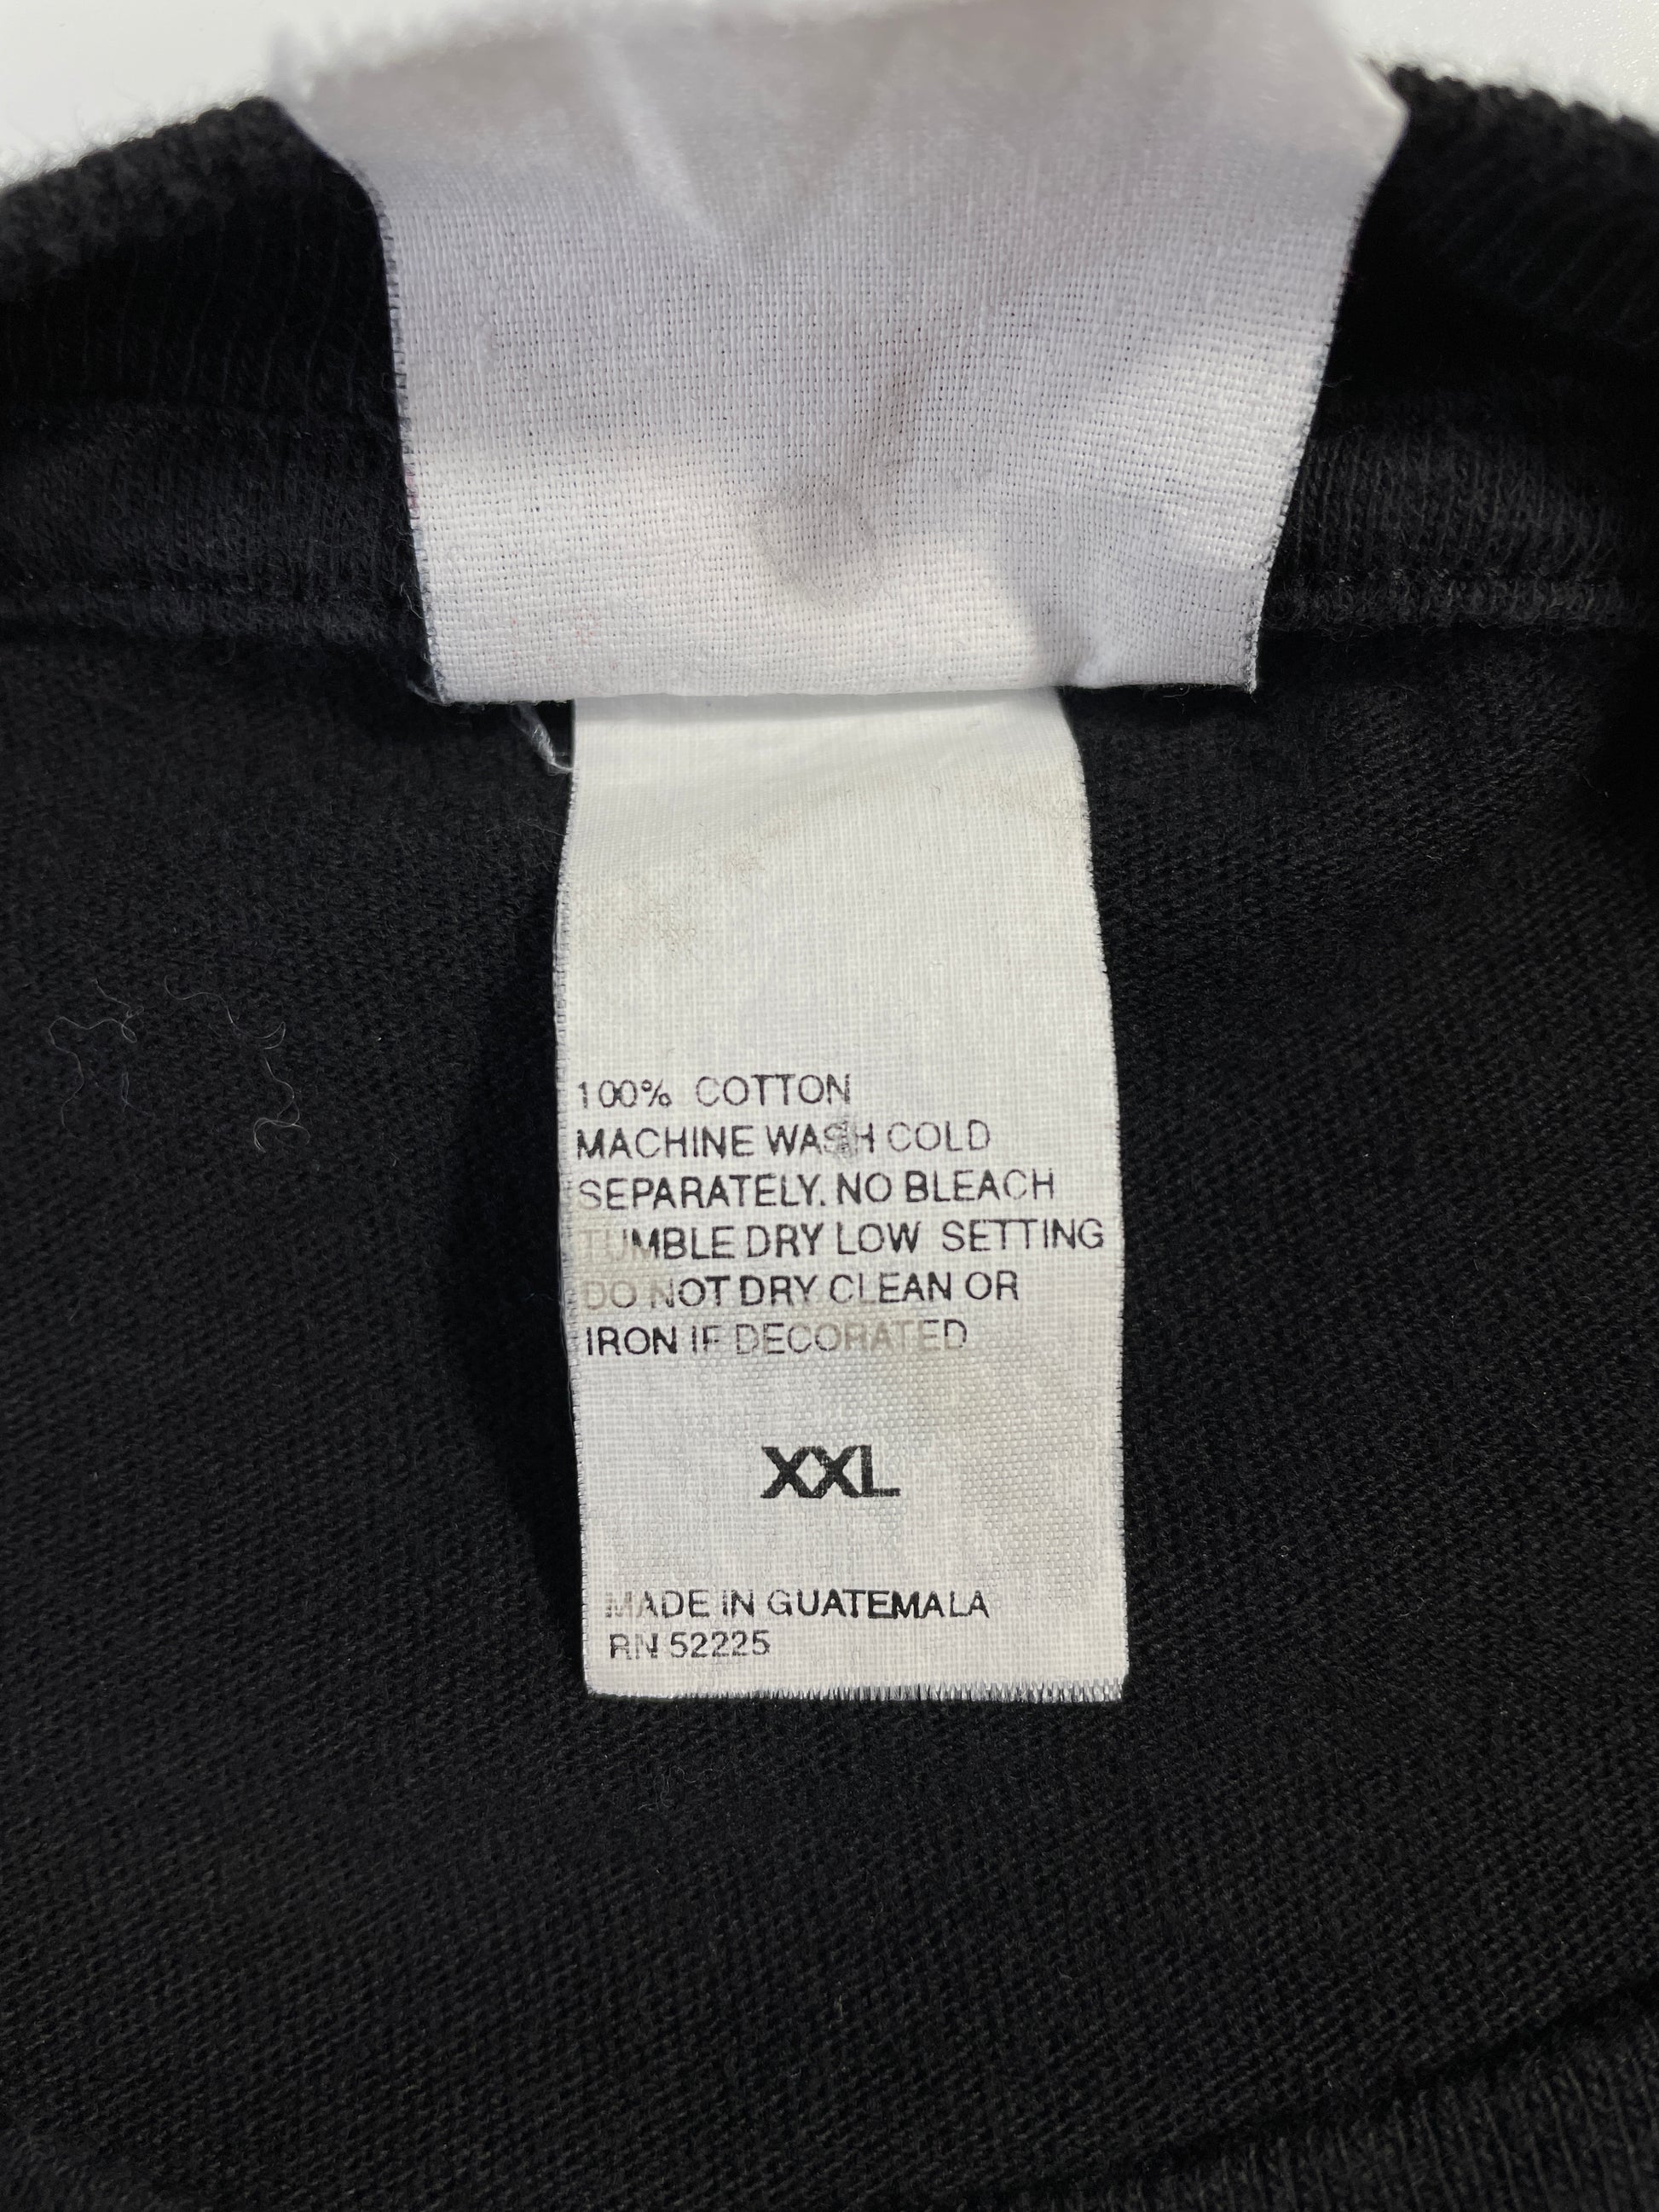 100% COTTON
MACHINE WASH COLD
SEPARATELY. NO BLEACH
TUMBLE DRY LOW SETTING
DO NOT DRY CLEAN OR
IRON IF DECORATED
XXL
MADE IN GUATEMALA
RN 52225